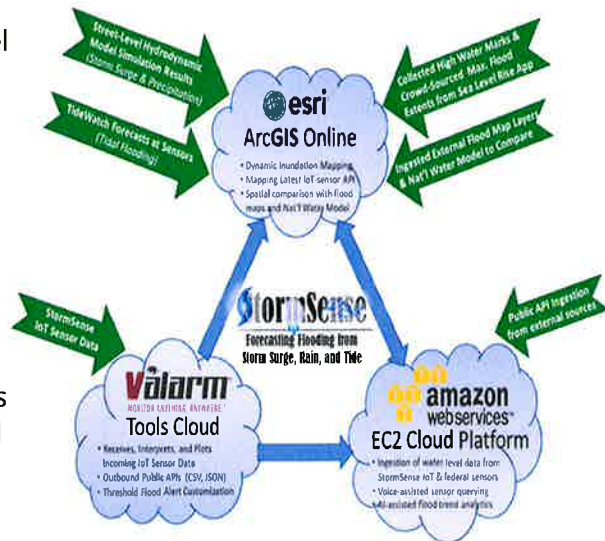 Street-Level Hydrodynamic
Model Simulation Results
(Storm Surge & Precipitation)
TideWatch Forecasts at Sensors
(Tidal Flooding)
Collected High Water Marks &
Crowd-Sourced Max. Flood
Extents from Sea Level Rise App
Ingested External Flood Map Layers
& Nat'l Water Model to Compare
esri
ArcGIS Online
• Dynamic Inundation Mapping
• Mapping Latest IoT-sensor API
• Spatial comparison with flood
maps and Nat'l Water Model
StormSense
Forecasting Flooding from
Storm Surge, Rain, and Tide
StormSense
IoT Sensor Data
Public API Ingestion
from external sources
Valarm
MONITOR ANYTHING, ANYWHERE
Tools Cloud
• Receives, Interprets, and Plots
Incoming IoT Sensor Data
• Outbound Public APIs (CSV, JSON)
• Threshold Flood Alert Customization
amazon
webservices™
EC2 Cloud Platform
• Ingestion of water level data from
StormSense IoT & federal sensors
• Voice-assisted sensor querying
• AI-assisted flood trend analytics
el
s